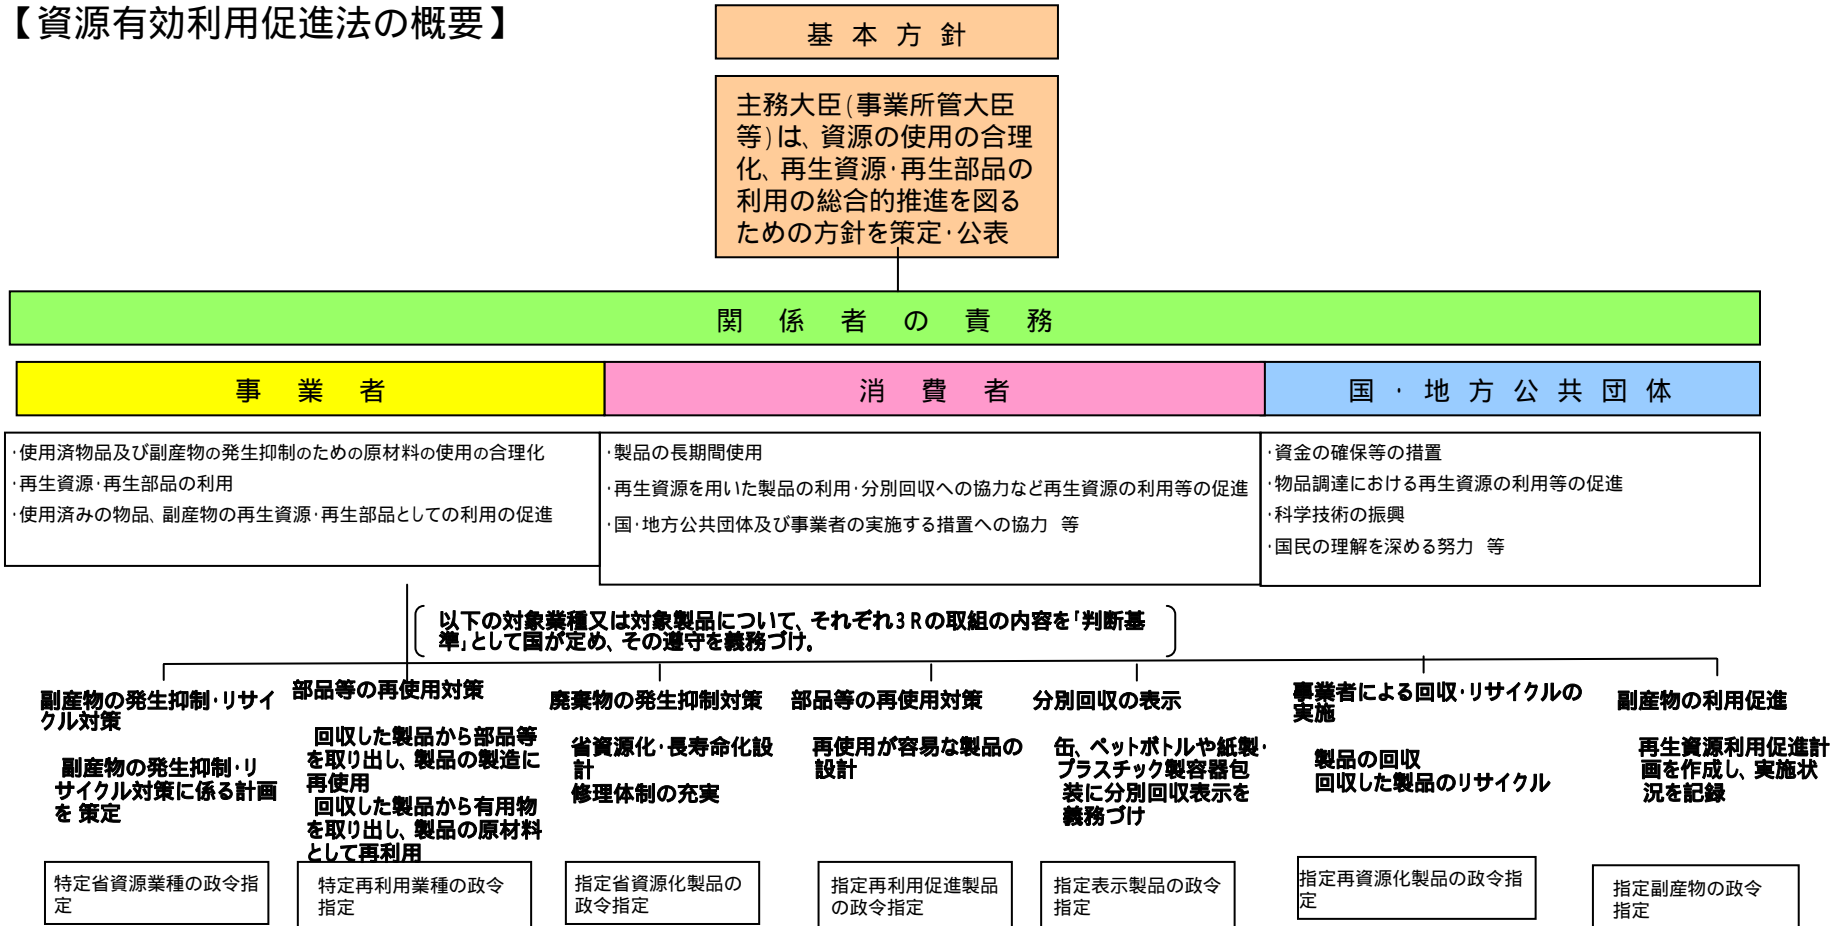 【資源有効利用促進法の概要】
基本方針
主務大臣(事業所管大臣
等)は、資源の使用の合理
化、再生資源・再生部品の
利用の総合的推進を図る
ための方針を策定・公表
関係者の責務
事業者
消費者
国・地方公共団体
・使用済物品及び副産物の発生抑制のための原材料の使用の合理化
・再生資源・再生部品の利用
・使用済みの物品、副産物の再生資源・再生部品としての利用の促進
・製品の長期間使用
・再生資源を用いた製品の利用・分別回収への協力など再生資源の利用等の促進
・国・地方公共団体及び事業者の実施する措置への協力 等
・資金の確保等の措置
・物品調達における再生資源の利用等の促進
・科学技術の振興
・国民の理解を深める努力 等
以下の対象業種又は対象製品について、それぞれ3Rの取組の内容を「判断基
準」として国が定め、その遵守を義務づけ。
副産物の発生抑制・リサイ
クル対策
副産物の発生抑制・リ
サイクル対策に係る計画
を 策定
特定省資源業種の政令指
定
部品等の再使用対策
回収した製品から部品等
を取り出し、製品の製造に
再使用
回収した製品から有用物
を取り出し、製品の原材料
として再利用
特定再利用業種の政令
指定
廃棄物の発生抑制対策
省資源化・長寿命化設
計
修理体制の充実
指定省資源化製品の
政令指定
部品等の再使用対策
再使用が容易な製品の
設計
指定再利用促進製品
の政令指定
分別回収の表示
缶、ペットボトルや紙製・
プラスチック製容器包
装に分別回収表示を
義務づけ
指定表示製品の政令
指定
事業者による回収・リサイクルの
実施
製品の回収
回収した製品のリサイクル
指定再資源化製品の政令指
定
副産物の利用促進
再生資源利用促進計
画を作成し、実施状
況を記録
指定副産物の政令
指定